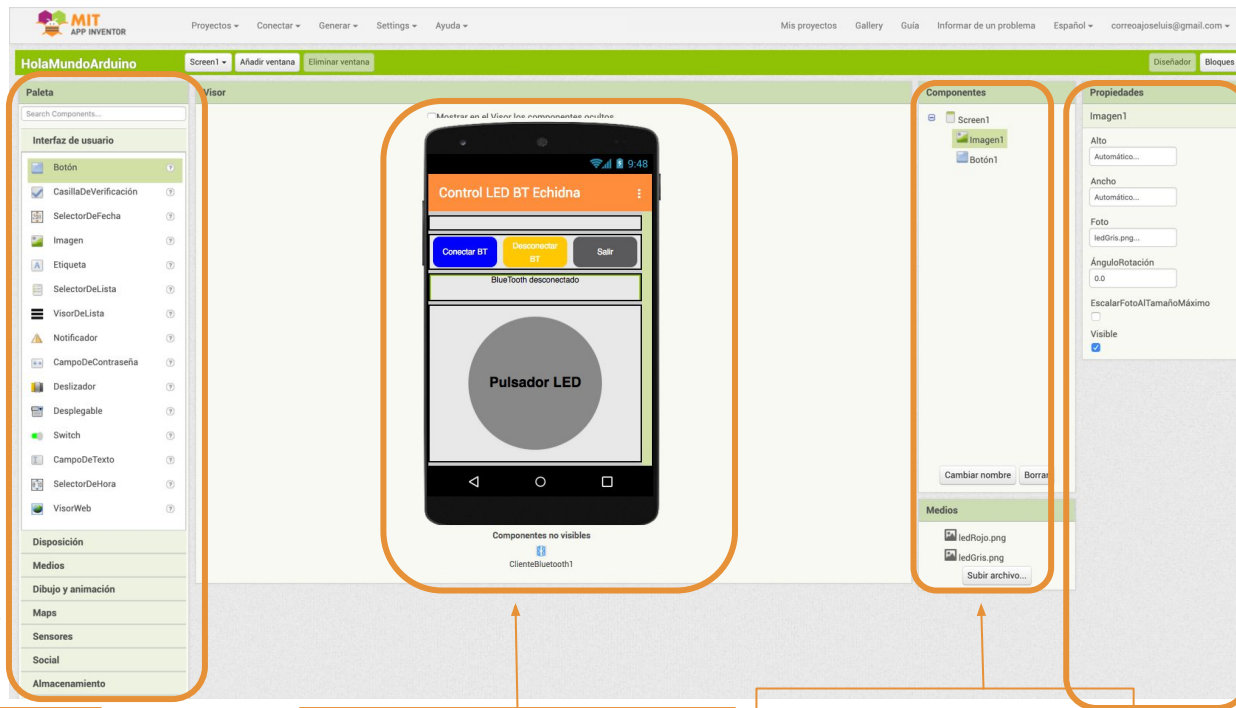 MIT
APP INVENTOR
Proyectos Conectar Generar Settings Ayuda
Mis proyectos Gallery Guía Informar de un problema Español correoajoseluis@gmail.com
HolaMundoArduino
Screen1 Añadir ventana Eliminar ventana
Diseñador Bloques
Paleta
Search Components...
Interfaz de usuario
Botón
CasillaDeVerificación
SelectorDeFecha
Imagen
Etiqueta
SelectorDeLista
VisorDeLista
Notificador
CampoDeContraseña
Deslizador
Desplegable
Switch
CampoDeTexto
SelectorDeHora
VisorWeb
Disposición
Medios
Dibujo y animación
Maps
Sensores
Social
Almacenamiento
Visor
Mostrar en el Visor los componentes ocultos
9:48
Control LED BT Echidna
Conectar BT
Desconectar
BT
Salir
BlueTooth desconectado
Pulsador LED
Componentes no visibles
ClienteBluetooth1
Componentes
Screen1
Imagen1
Botón1
Cambiar nombre Borrar
Medios
ledRojo.png
ledGris.png
Subir archivo...
Propiedades
Imagen1
Alto
Automático...
Ancho
Automático...
Foto
ledGris.png...
ÁnguloRotación
0.0
EscalarFotoAlTamañoMáximo
Visible